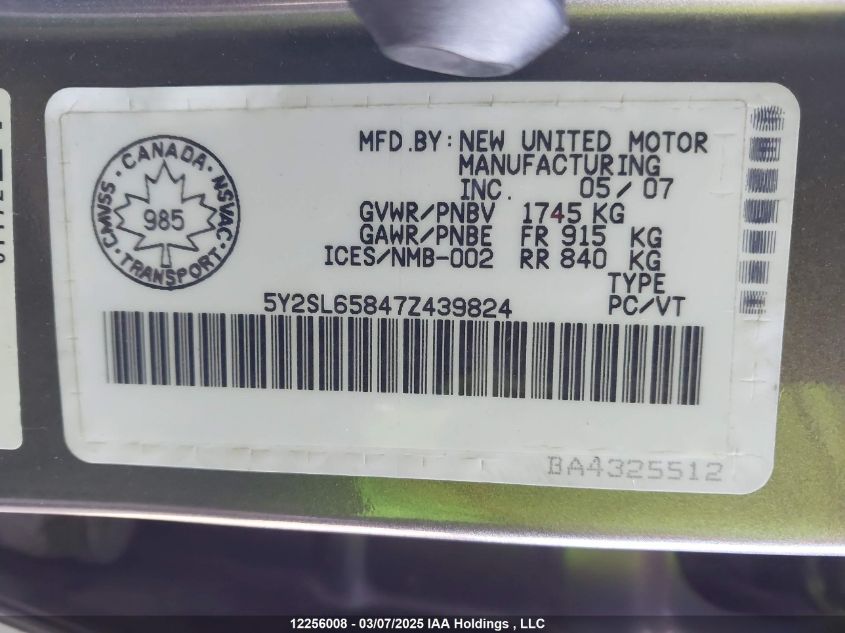 CMVSS · CANADA · NSVAC · TRANSPORT ·
985
MFD.BY: NEW UNITED MOTOR
MANUFACTURING
INC. 05/07
GVWR/PNBV 1745 KG
GAWR/PNBE FR 915 KG
ICES/NMB-002 RR 840 KG
TYPE
5Y2SL65847Z439824 PC/VT
BA4325512
12256008 - 03/07/2025 IAA Holdings , LLC